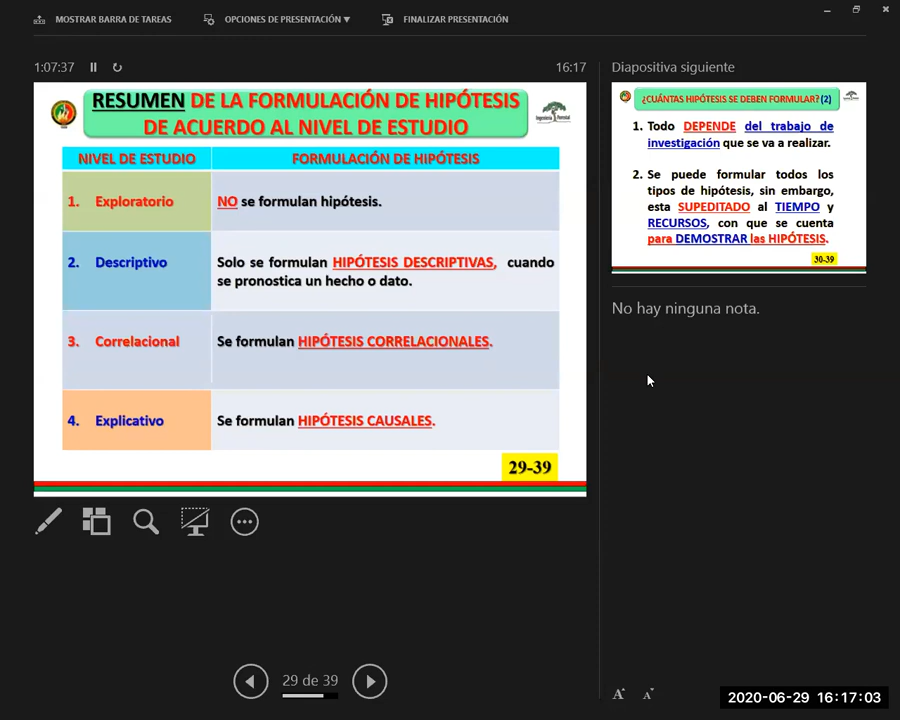 MOSTRAR BARRA DE TAREAS
OPCIONES DE PRESENTACIÓN ▼
FINALIZAR PRESENTACIÓN
1:07:37
16:17
RESUMEN DE LA FORMULACIÓN DE HIPÓTESIS
DE ACUERDO AL NIVEL DE ESTUDIO
NIVEL DE ESTUDIO
FORMULACIÓN DE HIPÓTESIS
1. Exploratorio
NO se formulan hipótesis.
2. Descriptivo
Solo se formulan HIPÓTESIS DESCRIPTIVAS, cuando
se pronostica un hecho o dato.
3. Correlacional
Se formulan HIPÓTESIS CORRELACIONALES.
4. Explicativo
Se formulan HIPÓTESIS CAUSALES.
29-39
29 de 39
Diapositiva siguiente
¿CUÁNTAS HIPÓTESIS SE DEBEN FORMULAR? (2)
1. Todo DEPENDE del trabajo de
investigación que se va a realizar.
2. Se puede formular todos los
tipos de hipótesis, sin embargo,
esta SUPEDITADO al TIEMPO y
RECURSOS, con que se cuenta
para DEMOSTRAR las HIPÓTESIS.
30-39
No hay ninguna nota.
A A
2020-06-29 16:17:03